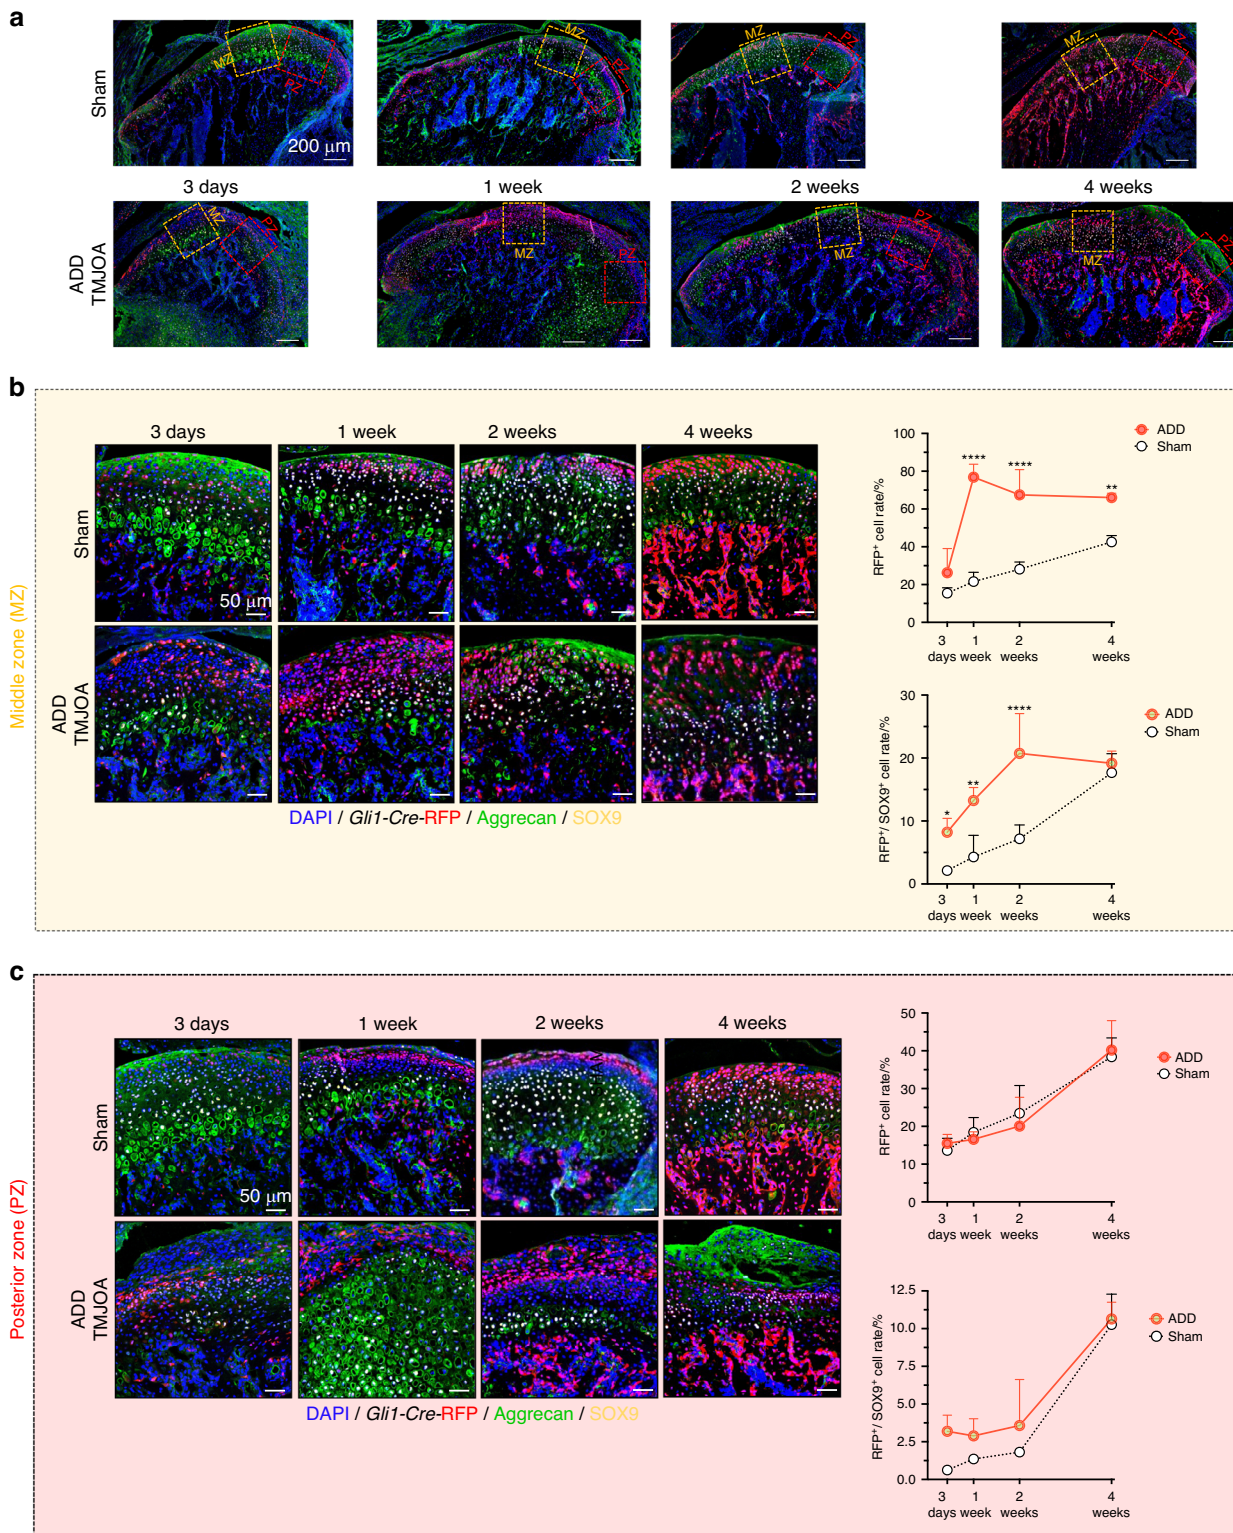 a
Sham
MZ
PZ
200 μm
MZ
PZ
MZ
PZ
MZ
PZ
3 days
1 week
2 weeks
4 weeks
ADD
TMJOA
MZ
PZ
MZ
PZ
MZ
PZ
MZ
PZ
b
Middle zone (MZ)
3 days
1 week
2 weeks
4 weeks
Sham
50 μm
ADD
TMJOA
DAPI / Gli1-Cre-RFP / Aggrecan / SOX9
RFP⁺ cell rate/%
100
80
60
40
20
0
****
****
**
ADD
Sham
3 days
1 week
2 weeks
4 weeks
RFP⁺/ SOX9⁺ cell rate/%
30
20
10
0
*
**
****
ADD
Sham
3 days
1 week
2 weeks
4 weeks
c
Posterior zone (PZ)
3 days
1 week
2 weeks
4 weeks
Sham
50 μm
ADD
TMJOA
DAPI / Gli1-Cre-RFP / Aggrecan / SOX9
RFP⁺ cell rate/%
50
40
30
20
10
0
ADD
Sham
3 days
1 week
2 weeks
4 weeks
RFP⁺/ SOX9⁺ cell rate/%
12.5
10.0
7.5
5.0
2.5
0.0
ADD
Sham
3 days
1 week
2 weeks
4 weeks